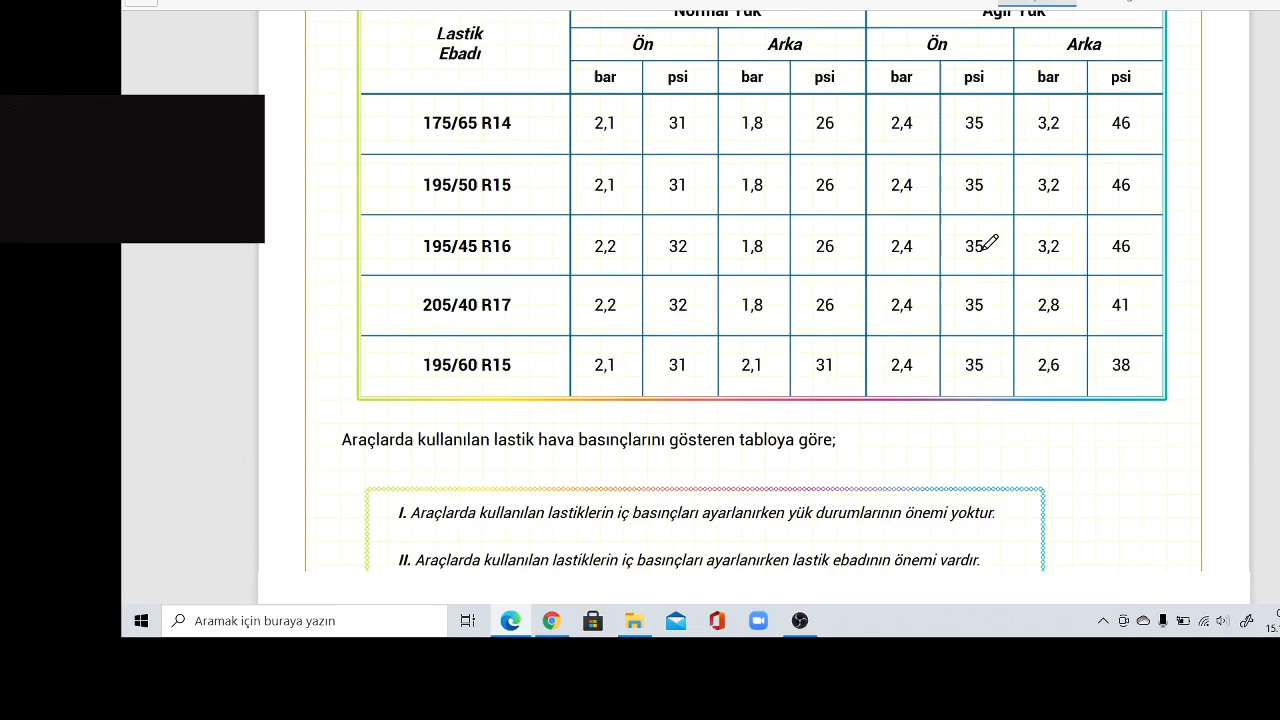 Normal Yük Ağır Yük
Lastik
Ebadı
Ön Arka Ön Arka
bar psi bar psi bar psi bar psi
175/65 R14 2,1 31 1,8 26 2,4 35 3,2 46
195/50 R15 2,1 31 1,8 26 2,4 35 3,2 46
195/45 R16 2,2 32 1,8 26 2,4 35 3,2 46
205/40 R17 2,2 32 1,8 26 2,4 35 2,8 41
195/60 R15 2,1 31 2,1 31 2,4 35 2,6 38
Araçlarda kullanılan lastik hava basınçlarını gösteren tabloya göre;
I. Araçlarda kullanılan lastiklerin iç basınçları ayarlanırken yük durumlarının önemi yoktur.
II. Araçlarda kullanılan lastiklerin iç basınçları ayarlanırken lastik ebadının önemi vardır.
Aramak için buraya yazın
15.